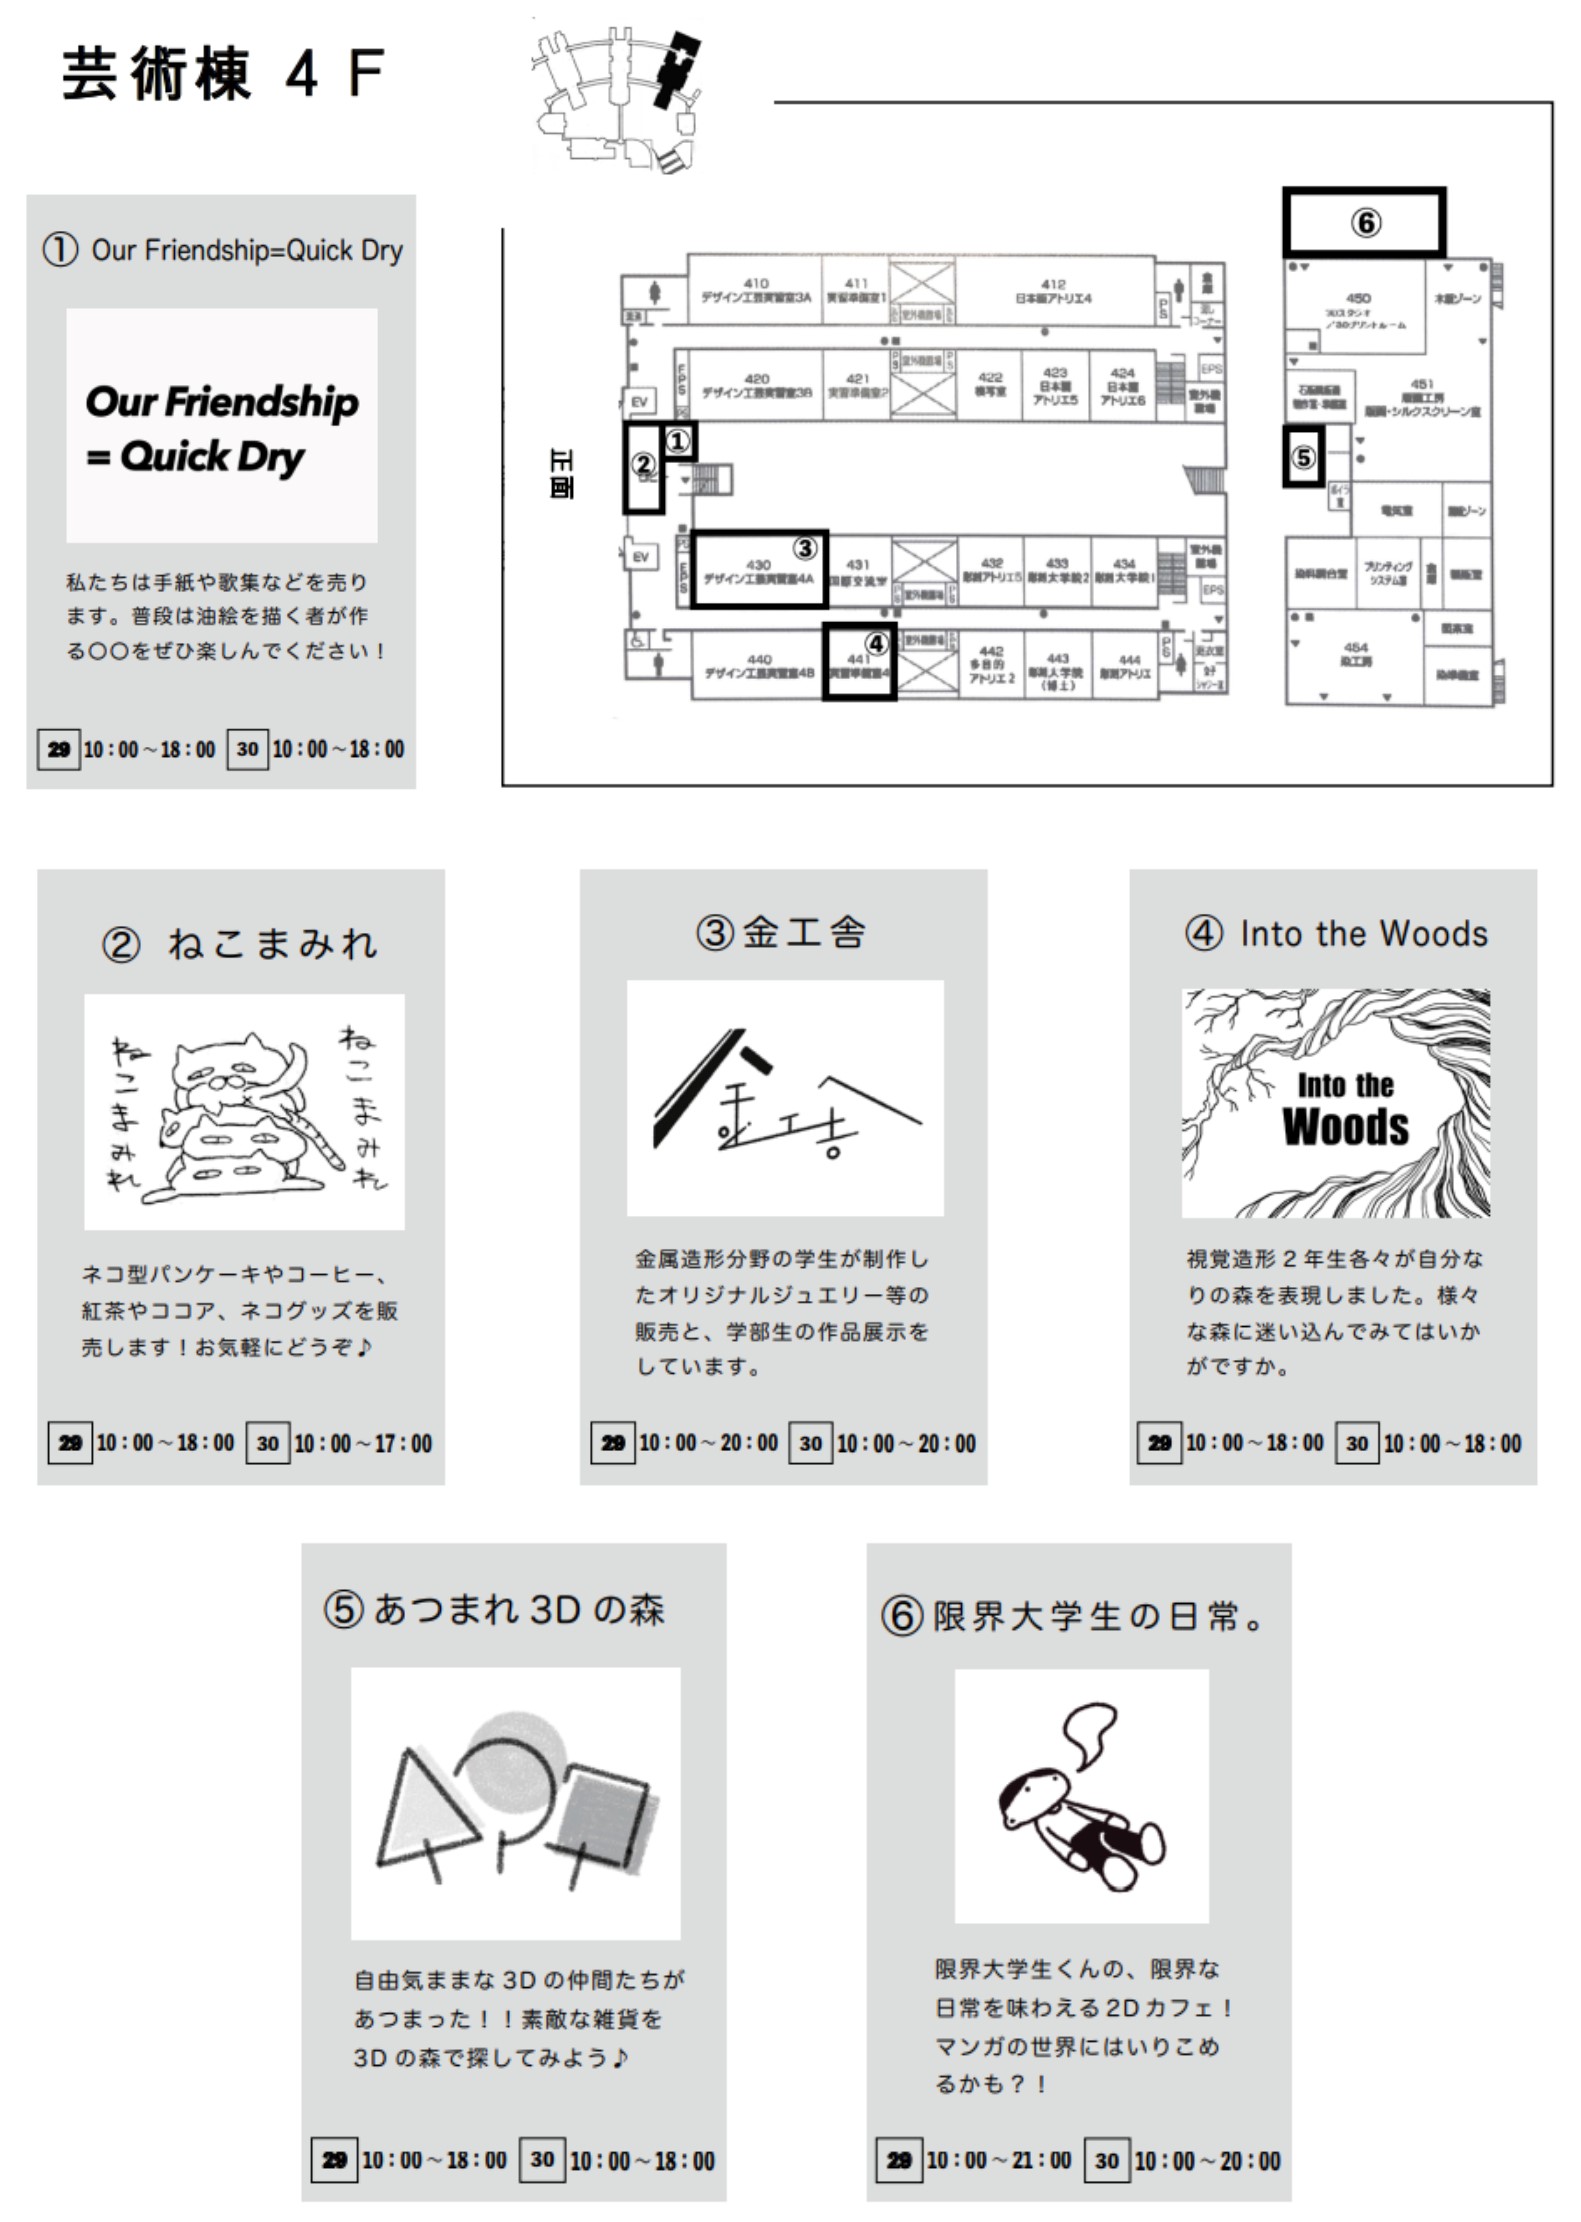 芸術棟 4 F
① Our Friendship=Quick Dry
Our Friendship
= Quick Dry
私たちは手紙や歌集などを売り
ます。普段は油絵を描く者が作
る〇〇をぜひ楽しんでください！
29 10：00～18：00 30 10：00～18：00
正面
⑥
410
デザイン工芸実習室3A
411
実習準備室1
412
日本画アトリエ4
PS
420
デザイン工芸実習室3B
421
実習準備室2
422
模写室
423
日本画
アトリエ5
424
日本画
アトリエ6
EPS
EV
①
②
③
430
デザイン工芸実習室4A
431
国際交流室
432
彫刻アトリエ5
433
彫刻大学院2
434
彫刻大学院1
EV
EPS
EPS
④
440
デザイン工芸実習室4B
441
実習準備室4
442
多目的
アトリエ2
443
彫刻大学院
（博士）
444
彫刻アトリエ
PS
450
木版ゾーン
451
版画工房
版画・シルクスクリーン室
⑤
電気室
プリンティング
システム室
454
染工房
② ねこまみれ
ねこまみれ
ねこまみれ
ネコ型パンケーキやコーヒー、
紅茶やココア、ネコグッズを販
売します！お気軽にどうぞ♪
29 10：00～18：00 30 10：00～17：00
③金工舎
金工舎
金属造形分野の学生が制作し
たオリジナルジュエリー等の
販売と、学部生の作品展示を
しています。
29 10：00～20：00 30 10：00～20：00
④ Into the Woods
Into the
Woods
視覚造形 2 年生各々が自分な
りの森を表現しました。様々
な森に迷い込んでみてはいか
がですか。
29 10：00～18：00 30 10：00～18：00
⑤あつまれ 3D の森
自由気ままな 3D の仲間たちが
あつまった！！素敵な雑貨を
3D の森で探してみよう♪
29 10：00～18：00 30 10：00～18：00
⑥限界大学生の日常。
限界大学生くんの、限界な
日常を味わえる2Dカフェ！
マンガの世界にはいりこめ
るかも？！
29 10：00～21：00 30 10：00～20：00